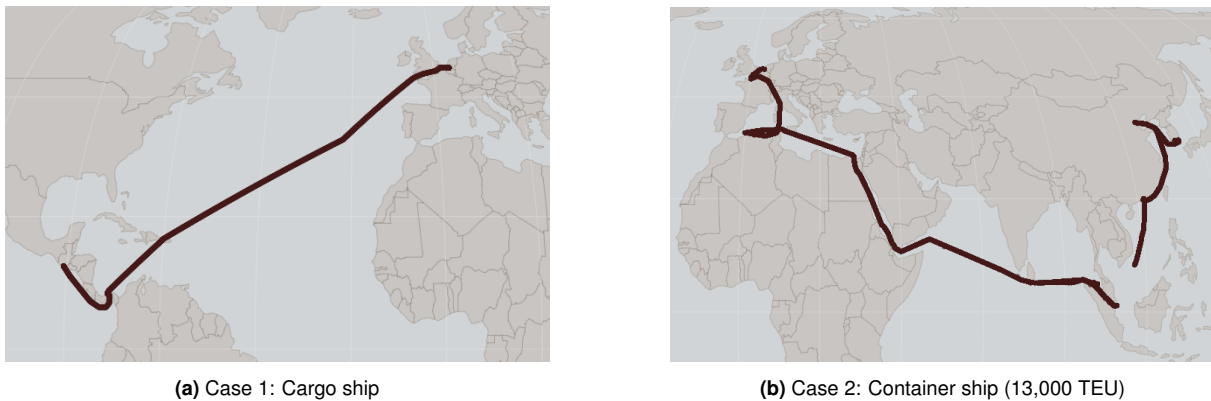 (a) Case 1: Cargo ship
(b) Case 2: Container ship (13,000 TEU)